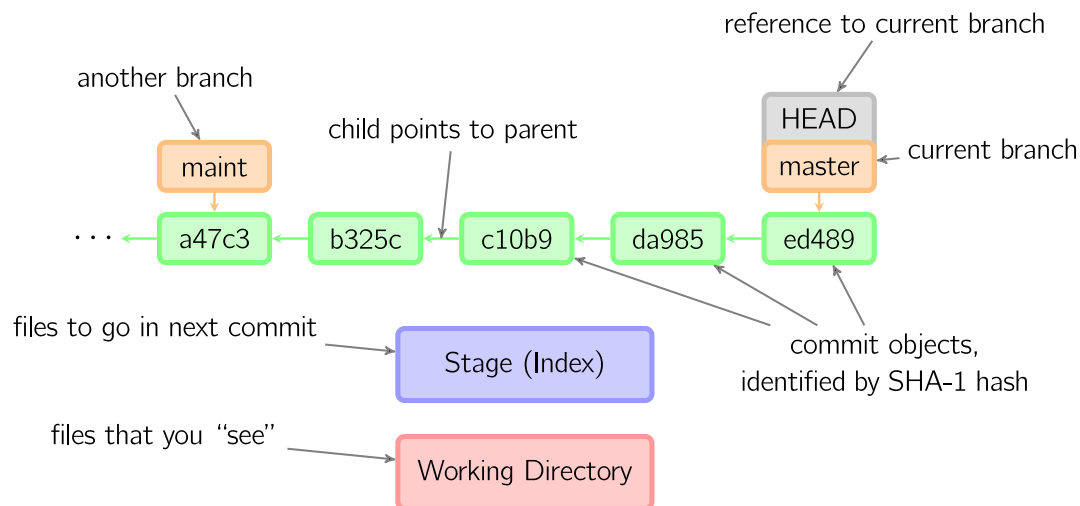 reference to current branch
another branch
HEAD
child points to parent
maint
master
current branch
...
a47c3
b325c
c10b9
da985
ed489
files to go in next commit
Stage (Index)
commit objects,
identified by SHA-1 hash
files that you “see”
Working Directory